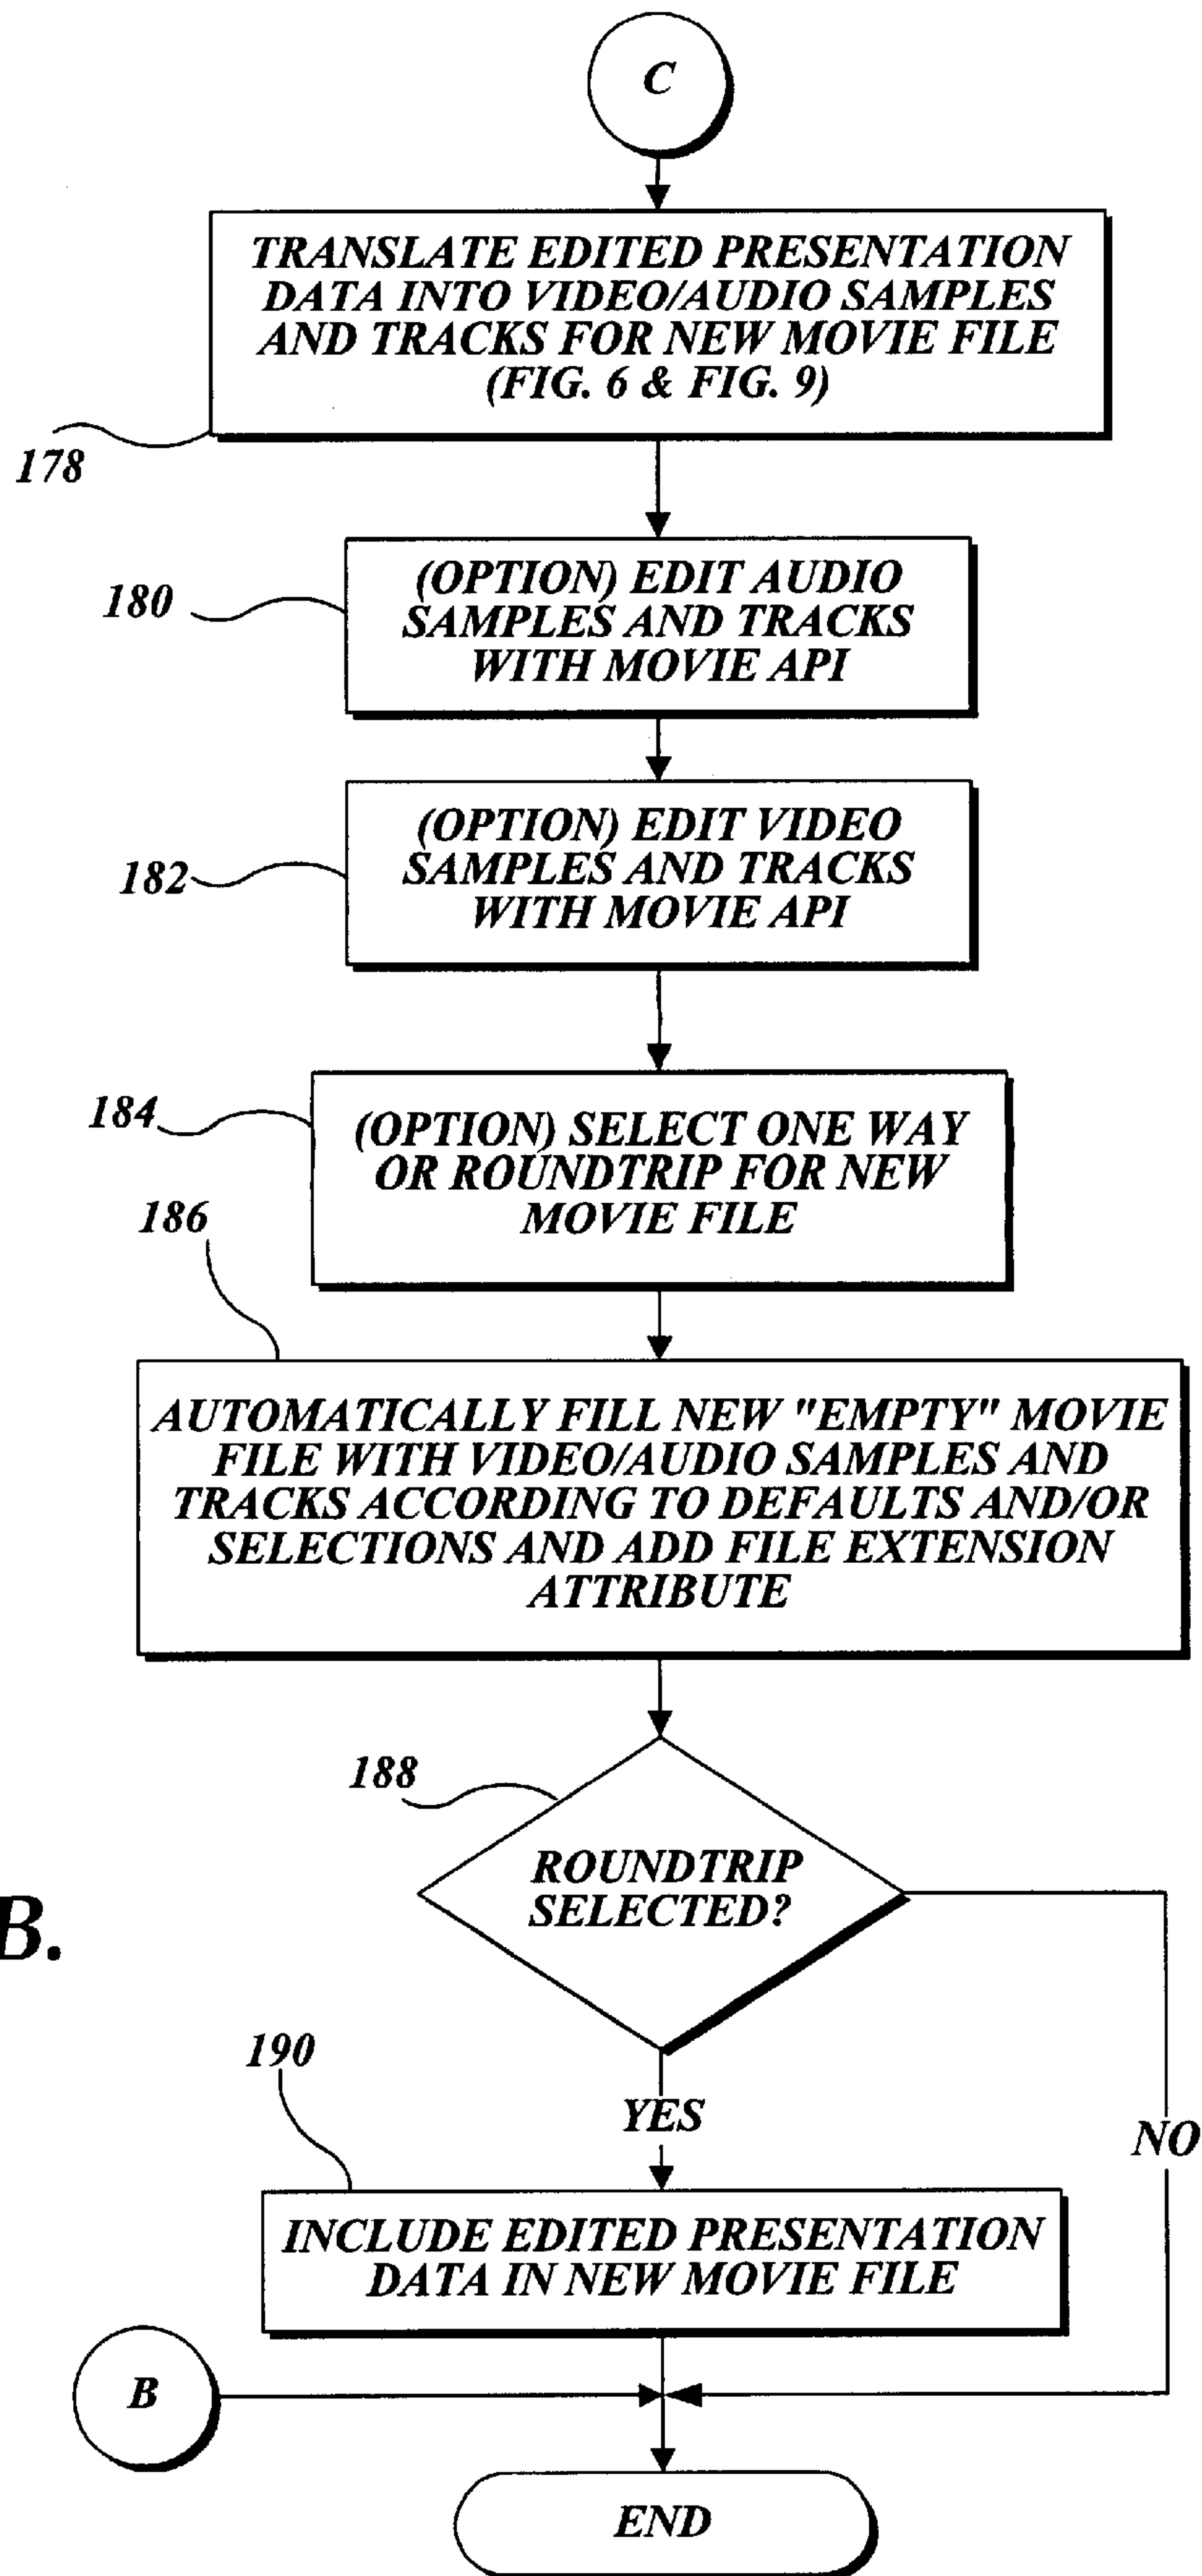 C
TRANSLATE EDITED PRESENTATION
DATA INTO VIDEO/AUDIO SAMPLES
AND TRACKS FOR NEW MOVIE FILE
(FIG. 6 & FIG. 9)
178
(OPTION) EDIT AUDIO
SAMPLES AND TRACKS
WITH MOVIE API
180
(OPTION) EDIT VIDEO
SAMPLES AND TRACKS
WITH MOVIE API
182
184
(OPTION) SELECT ONE WAY
OR ROUNDTRIP FOR NEW
MOVIE FILE
186
AUTOMATICALLY FILL NEW "EMPTY" MOVIE
FILE WITH VIDEO/AUDIO SAMPLES AND
TRACKS ACCORDING TO DEFAULTS AND/OR
SELECTIONS AND ADD FILE EXTENSION
ATTRIBUTE
188
ROUNDTRIP
SELECTED?
B.
190
YES
NO
INCLUDE EDITED PRESENTATION
DATA IN NEW MOVIE FILE
B
END